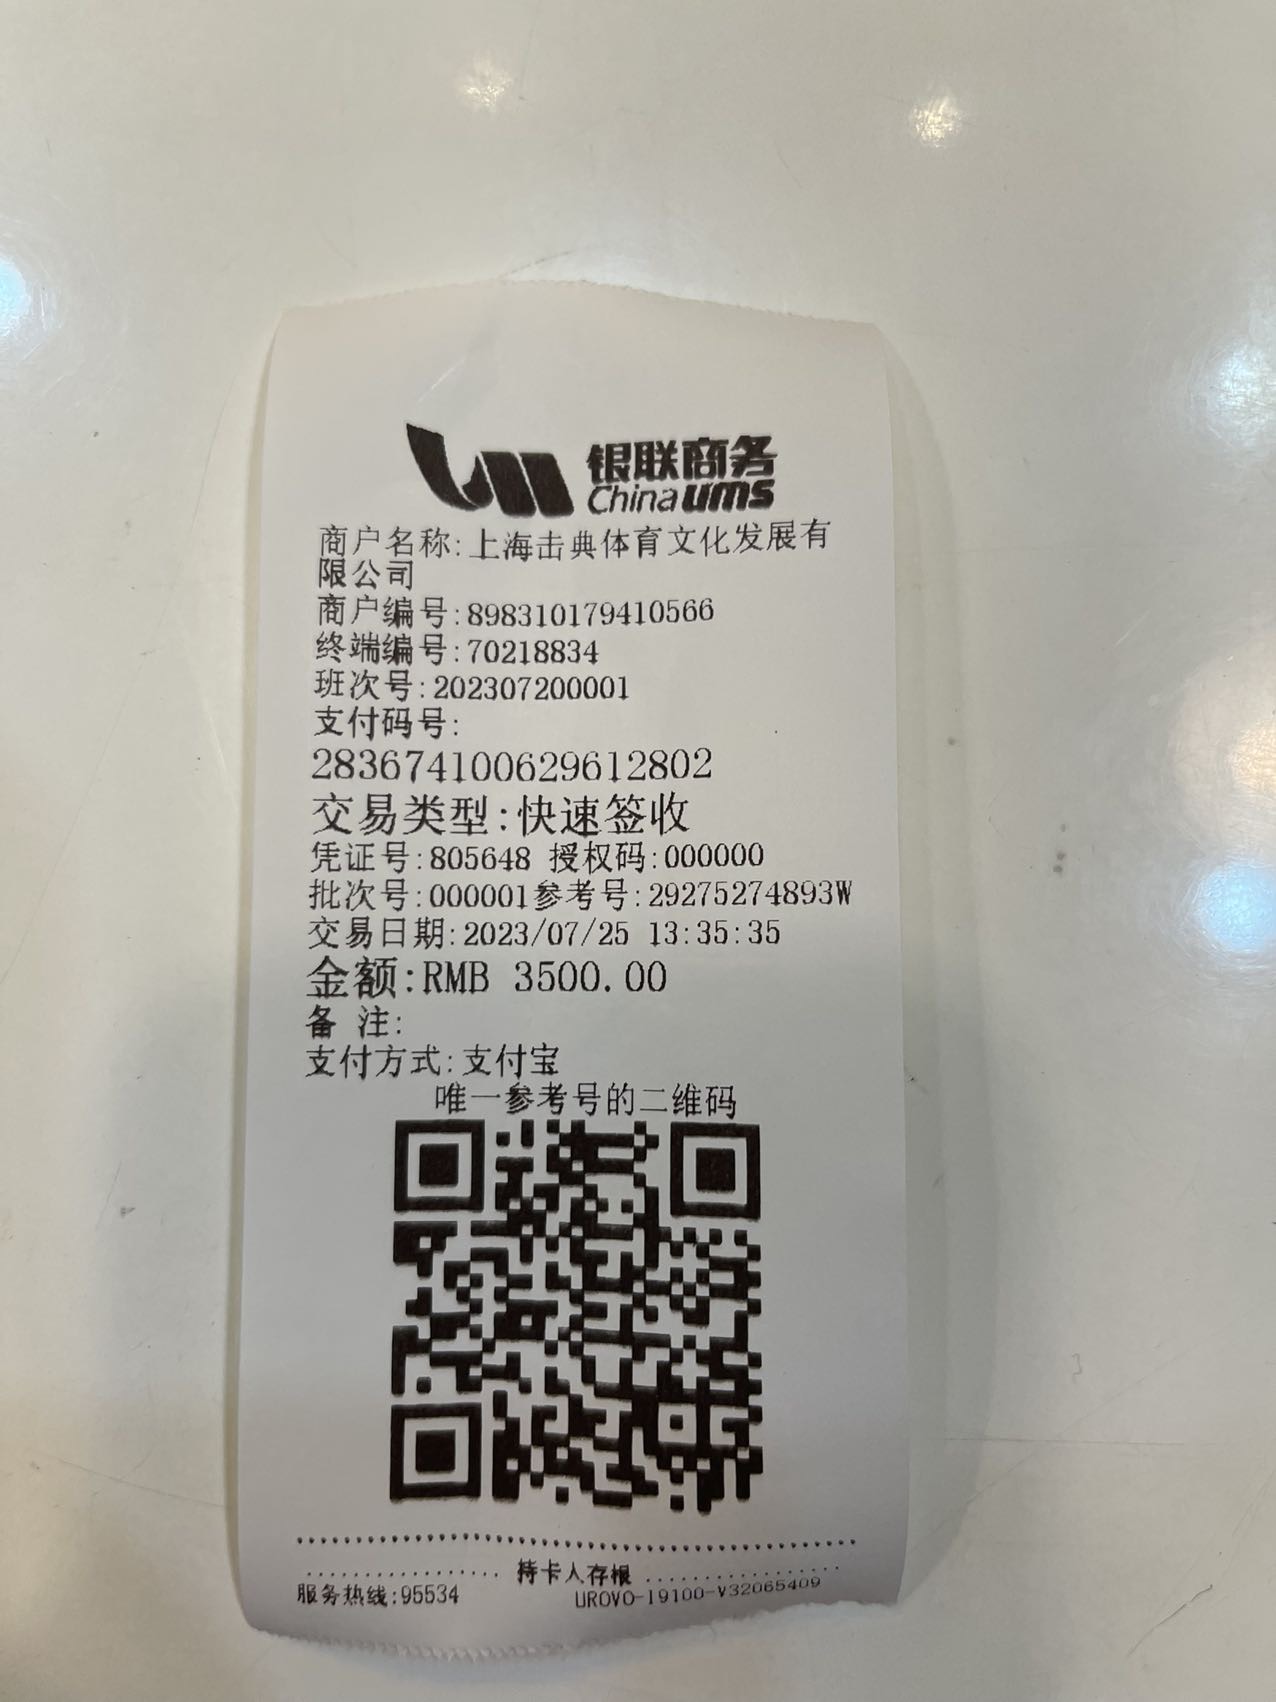 银联商务
China ums
商户名称:上海击典体育文化发展有
限公司
商户编号:898310179410566
终端编号:70218834
班次号:202307200001
支付码号:
283674100629612802
交易类型:快速签收
凭证号:805648 授权码:000000
批次号:000001参考号:29275274893W
交易日期:2023/07/25 13:35:35
金额:RMB 3500.00
备 注:
支付方式:支付宝
唯一参考号的二维码
持卡人存根
服务热线:95534 UROVO-I9100-V32065409